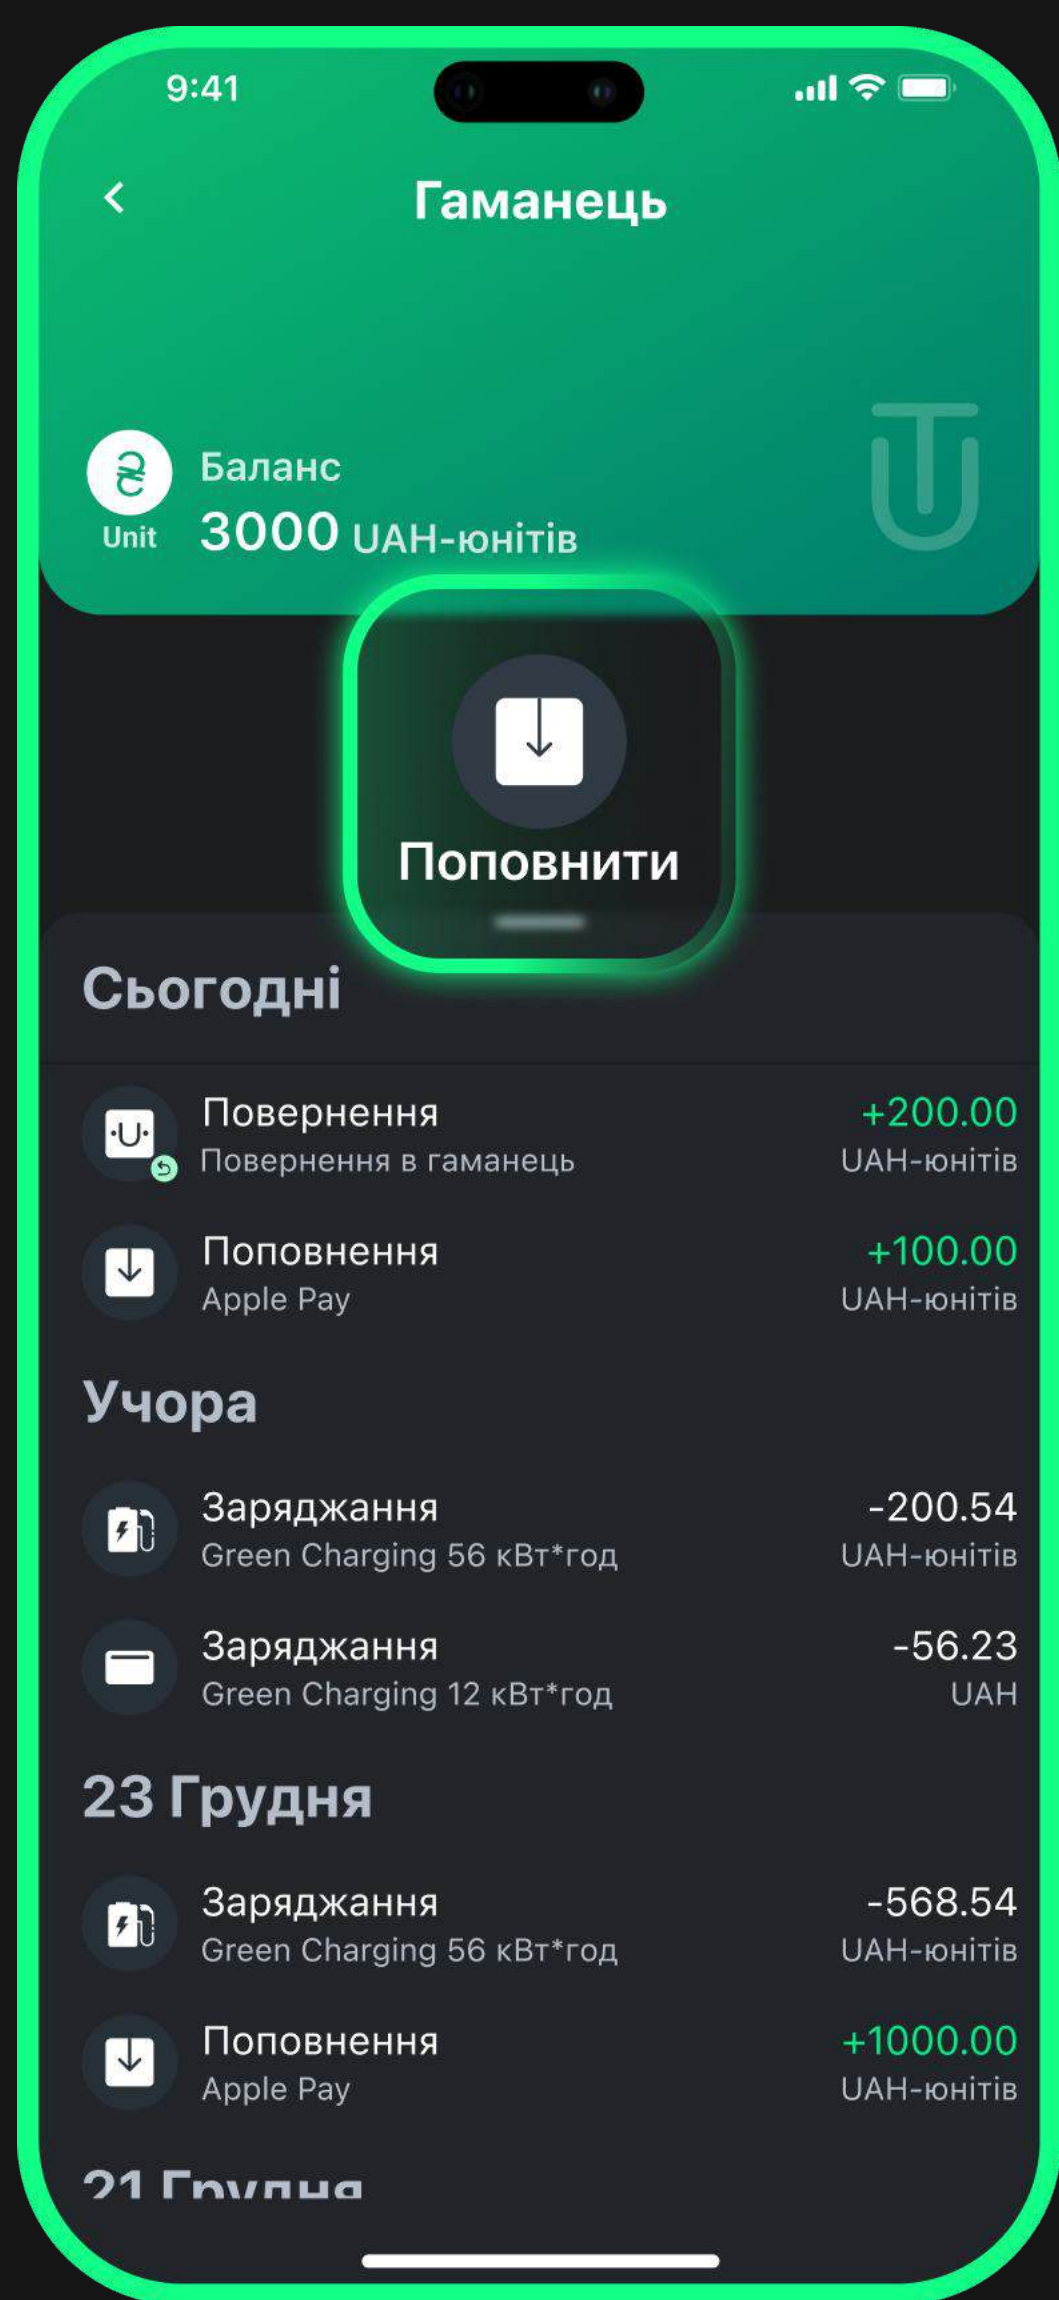 9:41
Гаманець
Баланс
3000 UAH-юнітів
Unit
Поповнити
Сьогодні
Повернення +200.00
Повернення в гаманець UAH-юнітів
Поповнення +100.00
Apple Pay UAH-юнітів
Учора
Заряджання -200.54
Green Charging 56 кВт*год UAH-юнітів
Заряджання -56.23
Green Charging 12 кВт*год UAH
23 Грудня
Заряджання -568.54
Green Charging 56 кВт*год UAH-юнітів
Поповнення +1000.00
Apple Pay UAH-юнітів
21 Грудня